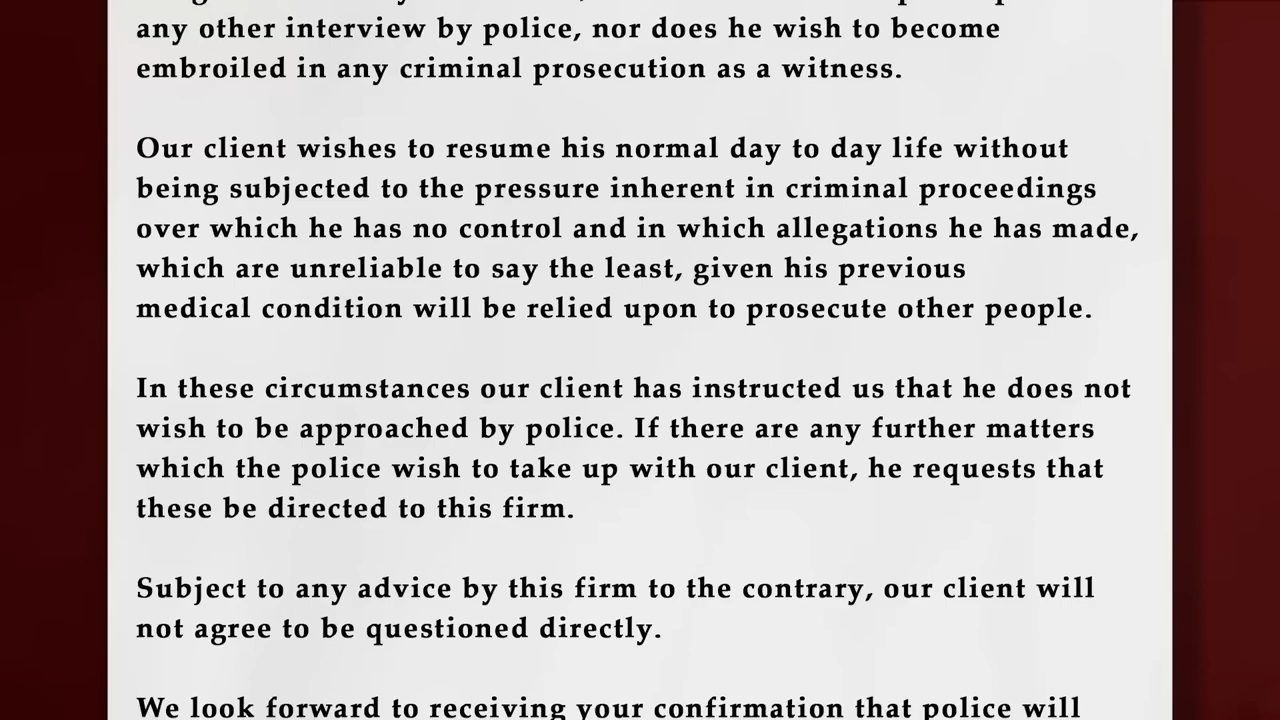 any other interview by police, nor does he wish to become
embroiled in any criminal prosecution as a witness.
Our client wishes to resume his normal day to day life without
being subjected to the pressure inherent in criminal proceedings
over which he has no control and in which allegations he has made,
which are unreliable to say the least, given his previous
medical condition will be relied upon to prosecute other people.
In these circumstances our client has instructed us that he does not
wish to be approached by police. If there are any further matters
which the police wish to take up with our client, he requests that
these be directed to this firm.
Subject to any advice by this firm to the contrary, our client will
not agree to be questioned directly.
We look forward to receiving your confirmation that police will